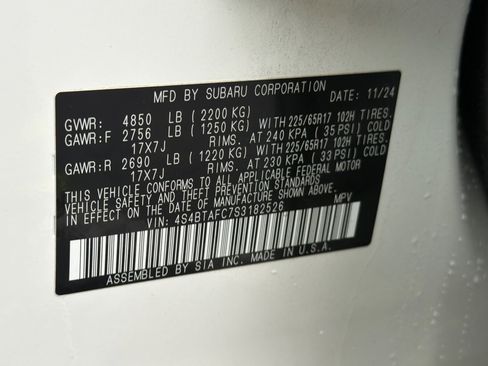 MFD BY SUBARU CORPORATION DATE: 11/24
GVWR: 4850 LB (2200 KG)
GAWR:F 2756 LB (1250 KG) WITH 225/65R17 102H TIRES,
17X7J RIMS, AT 240 KPA (35 PSI) COLD
GAWR:R 2690 LB (1220 KG) WITH 225/65R17 102H TIRES,
17X7J RIMS, AT 230 KPA (33 PSI) COLD
THIS VEHICLE CONFORMS TO ALL APPLICABLE FEDERAL MOTOR
VEHICLE SAFETY STANDARDS
IN EFFECT ON THE DATE OF MANUFACTURE SHOWN ABOVE.
VIN: 4S4BTAFC7S3182526 MPV
ASSEMBLED BY SIA INC. MADE IN U.S.A.